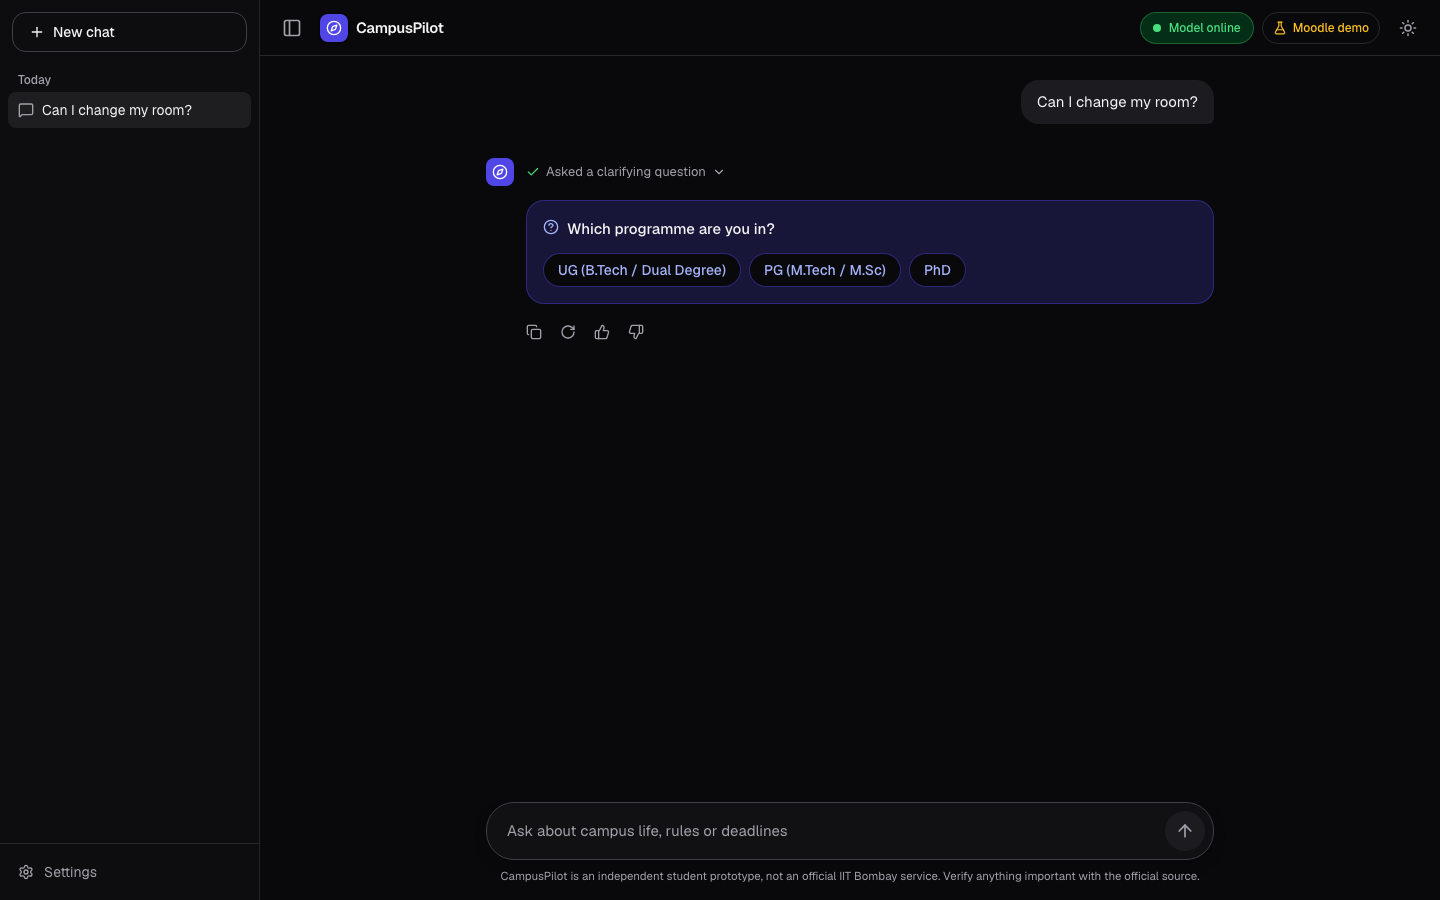 New chat
Today
Can I change my room?
Settings
CampusPilot
Model online
Moodle demo
Can I change my room?
Asked a clarifying question
Which programme are you in?
UG (B.Tech / Dual Degree)
PG (M.Tech / M.Sc)
PhD
Ask about campus life, rules or deadlines
CampusPilot is an independent student prototype, not an official IIT Bombay service. Verify anything important with the official source.